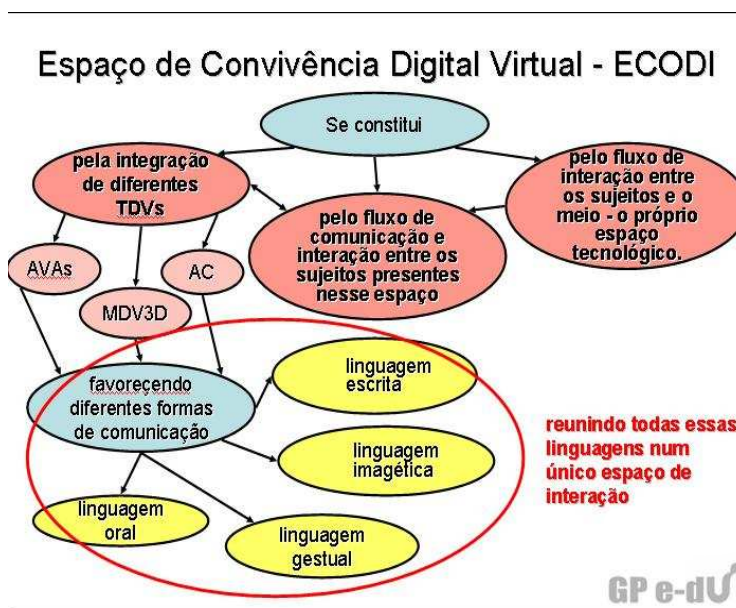 Espaço de Convivência Digital Virtual - ECODI
Se constitui
pela integração
de diferentes
TDVs
pelo fluxo de
interação entre
os sujeitos e o
meio - o próprio
espaço
tecnológico.
pelo fluxo de
comunicação e
interação entre os
sujeitos presentes
nesse espaço
AVAs
AC
MDV3D
favoreçendo
diferentes formas
de comunicação
linguagem
escrita
linguagem
imagética
linguagem
oral
linguagem
gestual
reunindo todas essas
linguagens num
único espaço de
interação
GP e-dU